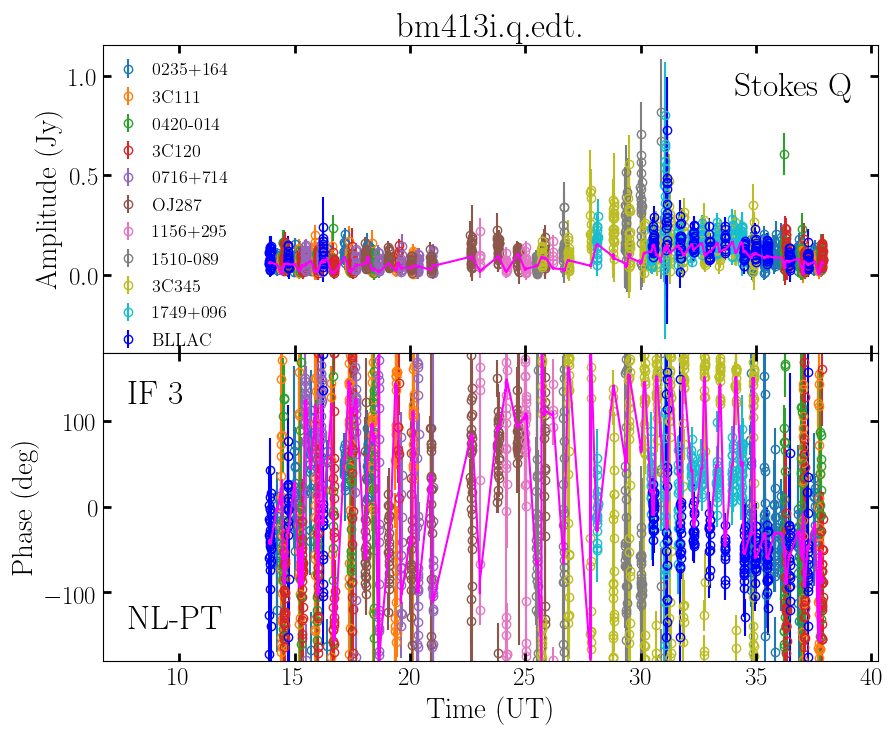 bm413i.q.edt.
Stokes Q
Amplitude (Jy)
1.0
0.5
0.0
0235+164
3C111
0420-014
3C120
0716+714
OJ287
1156+295
1510-089
3C345
1749+096
BLLAC
IF 3
NL-PT
Phase (deg)
100
0
−100
10 15 20 25 30 35 40
Time (UT)